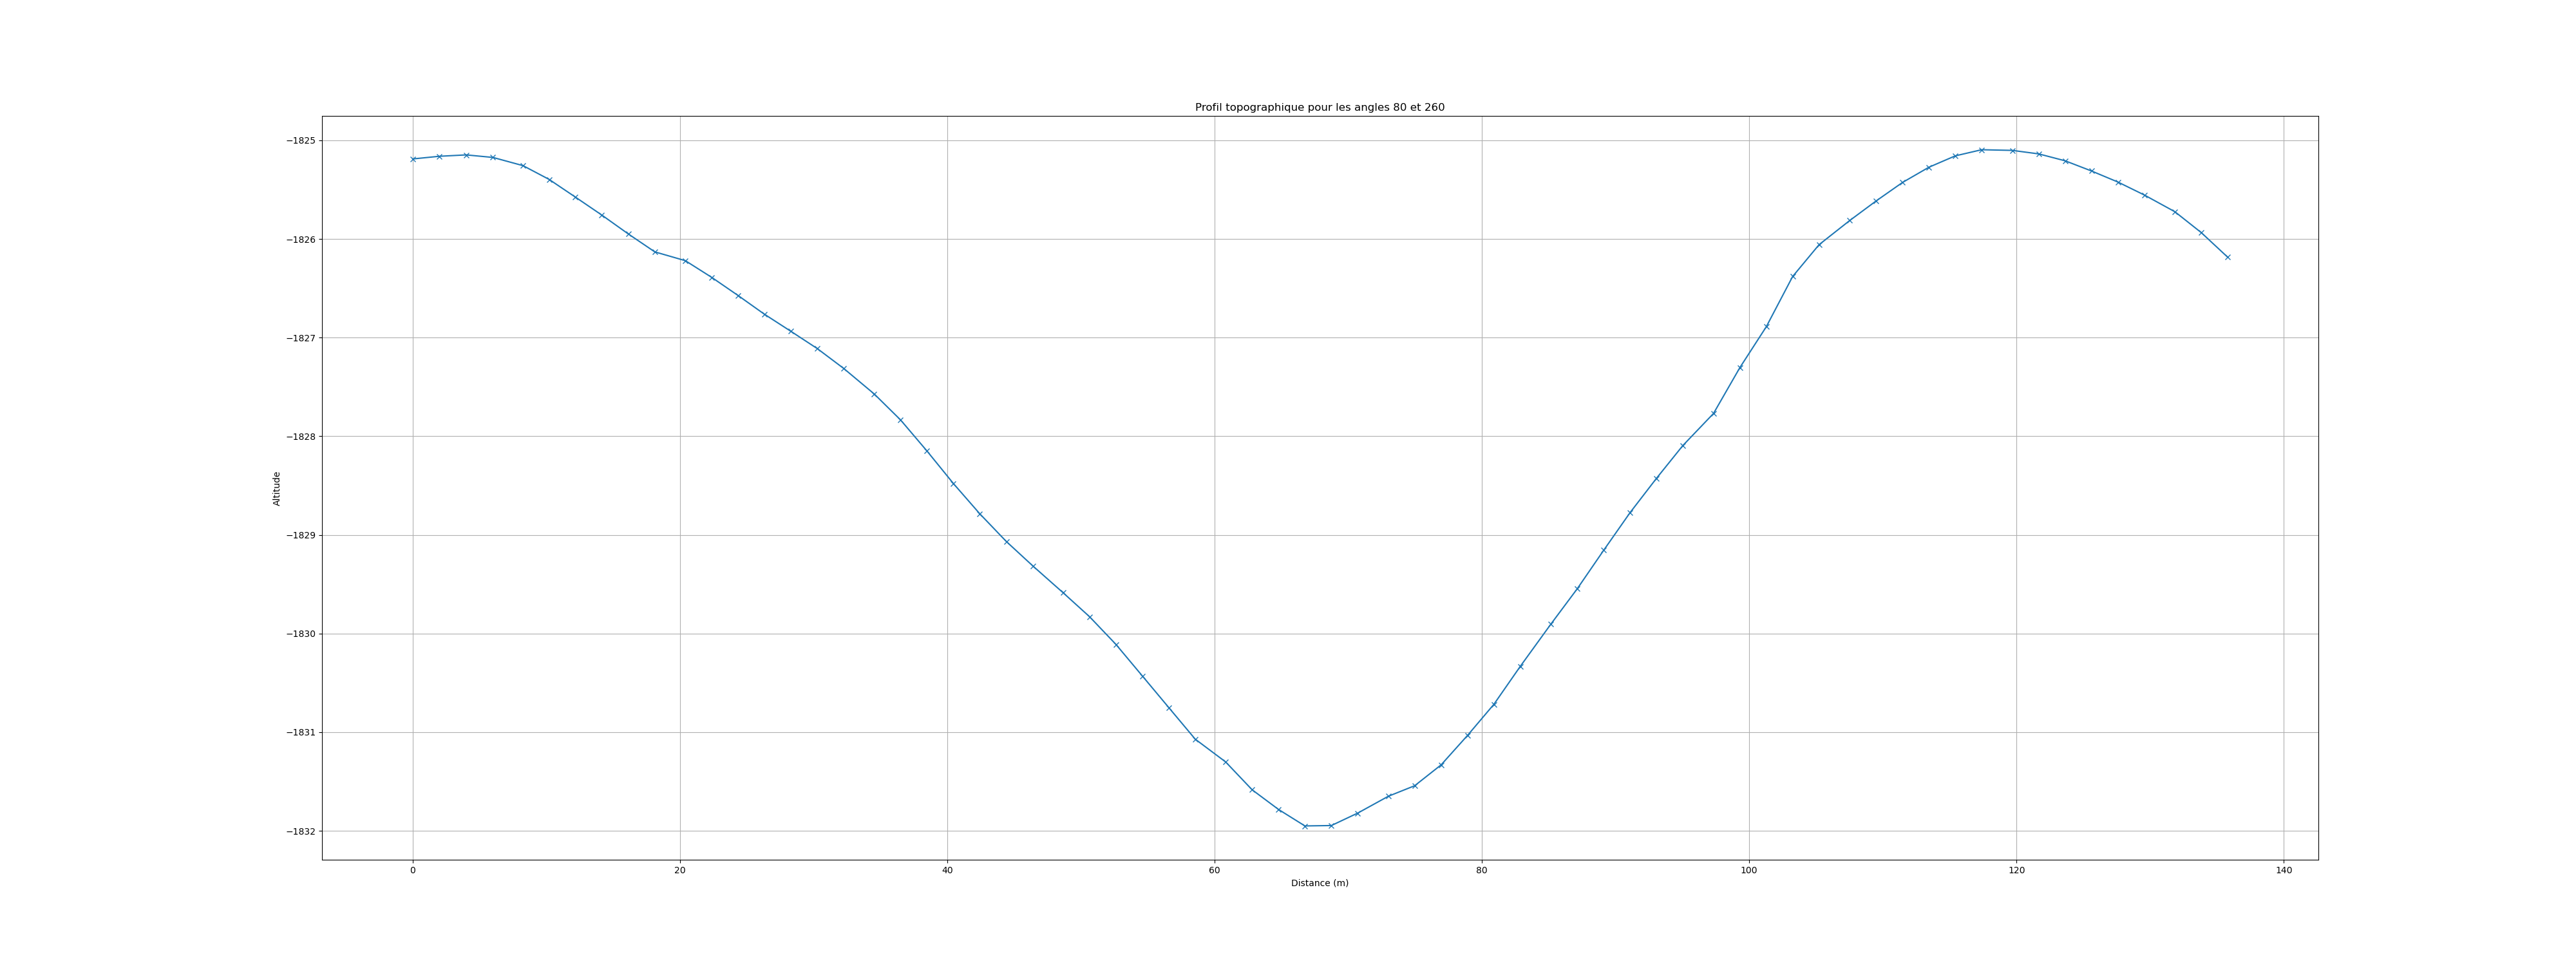 Profil topographique pour les angles 80 et 260
−1825
−1826
−1827
−1828
−1829
−1830
−1831
−1832
Altitude
0 20 40 60 80 100 120 140
Distance (m)